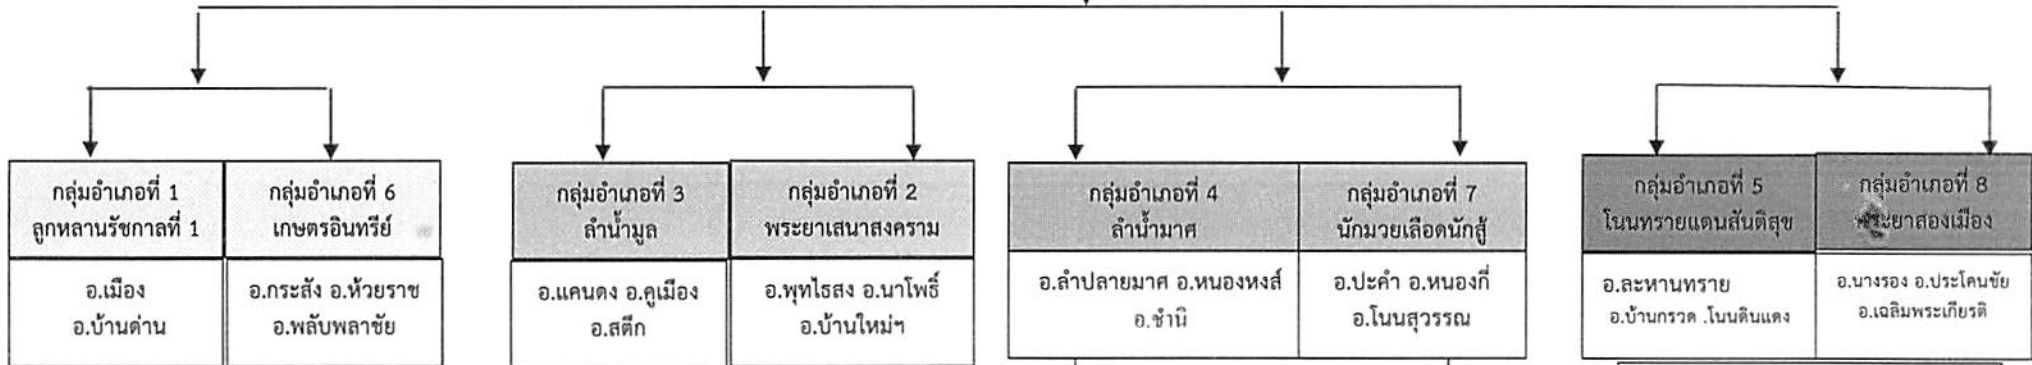 กลุ่มอำเภอที่ 1
ลูกหลานรัชกาลที่ 1
อ.เมือง
อ.บ้านด่าน
กลุ่มอำเภอที่ 6
เกษตรอินทรีย์
อ.กระสัง อ.ห้วยราช
อ.พลับพลาชัย
กลุ่มอำเภอที่ 3
ลำน้ำมูล
อ.แคนดง อ.คูเมือง
อ.สตึก
กลุ่มอำเภอที่ 2
พระยาเสนาสงคราม
อ.พุทไธสง อ.นาโพธิ์
อ.บ้านใหม่ฯ
กลุ่มอำเภอที่ 4
ลำน้ำมาศ
อ.ลำปลายมาศ อ.หนองหงส์
อ.ชำนิ
กลุ่มอำเภอที่ 7
นักมวยเลือดนักสู้
อ.ปะคำ อ.หนองกี่
อ.โนนสุวรรณ
กลุ่มอำเภอที่ 5
โนนทรายแดนสันติสุข
อ.ละหานทราย
อ.บ้านกรวด .โนนดินแดง
กลุ่มอำเภอที่ 8
พระยาสองเมือง
อ.นางรอง อ.ประโคนชัย
อ.เฉลิมพระเกียรติ